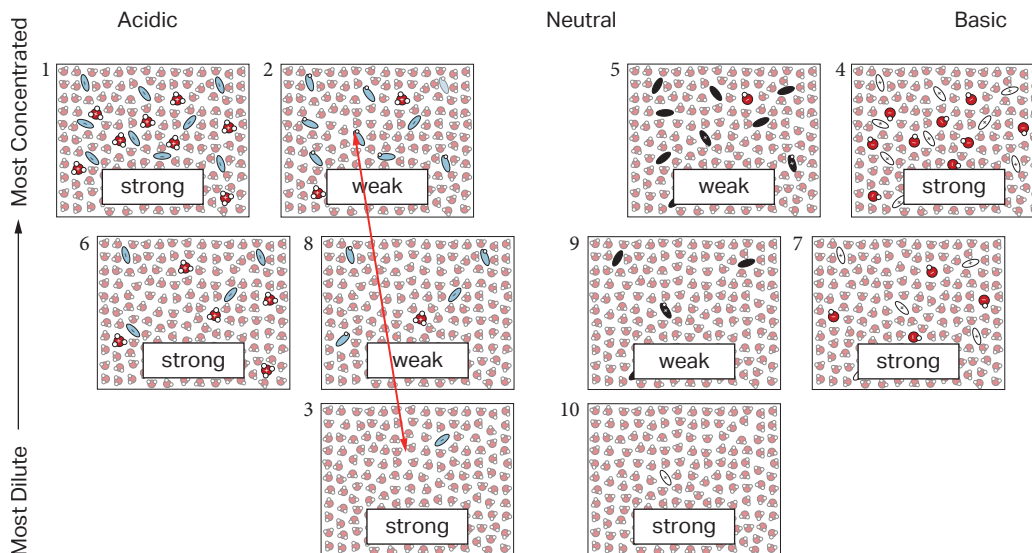 Acidic
Neutral
Basic
Most Concentrated
Most Dilute
1
strong
2
weak
5
weak
4
strong
6
strong
8
weak
9
weak
7
strong
3
strong
10
strong